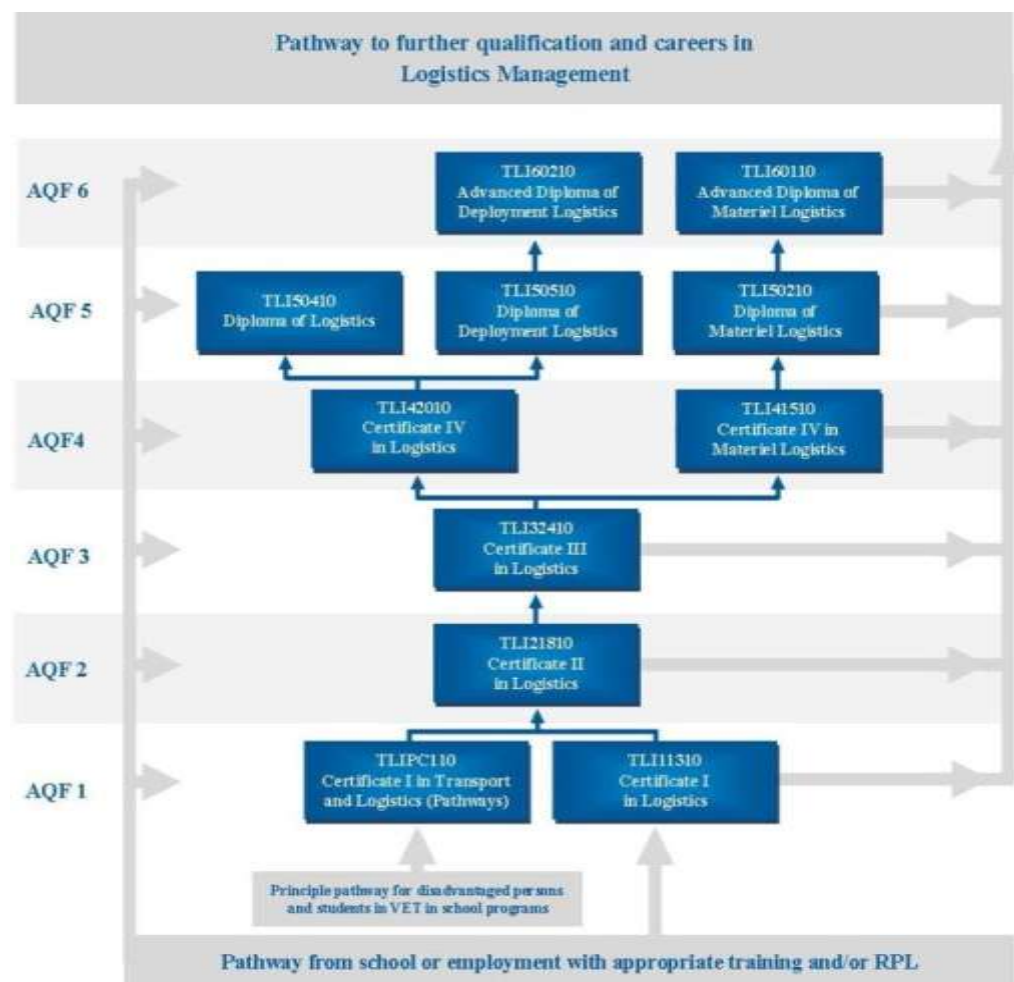 Pathway to further qualification and careers in
Logistics Management
AQF 6
TLI60210
Advanced Diploma of
Deployment Logistics
TLI60110
Advanced Diploma of
Materiel Logistics
AQF 5
TLI50410
Diploma of Logistics
TLI50510
Diploma of
Deployment Logistics
TLI50210
Diploma of
Materiel Logistics
AQF4
TLI42010
Certificate IV
in Logistics
TLI41510
Certificate IV in
Materiel Logistics
AQF 3
TLI32410
Certificate III
in Logistics
AQF 2
TLI21810
Certificate II
in Logistics
AQF 1
TLIPC110
Certificate I in Transport
and Logistics (Pathways)
TLI11310
Certificate I
in Logistics
Principle pathway for disadvantaged persons
and students in VET in school programs
Pathway from school or employment with appropriate training and/or RPL